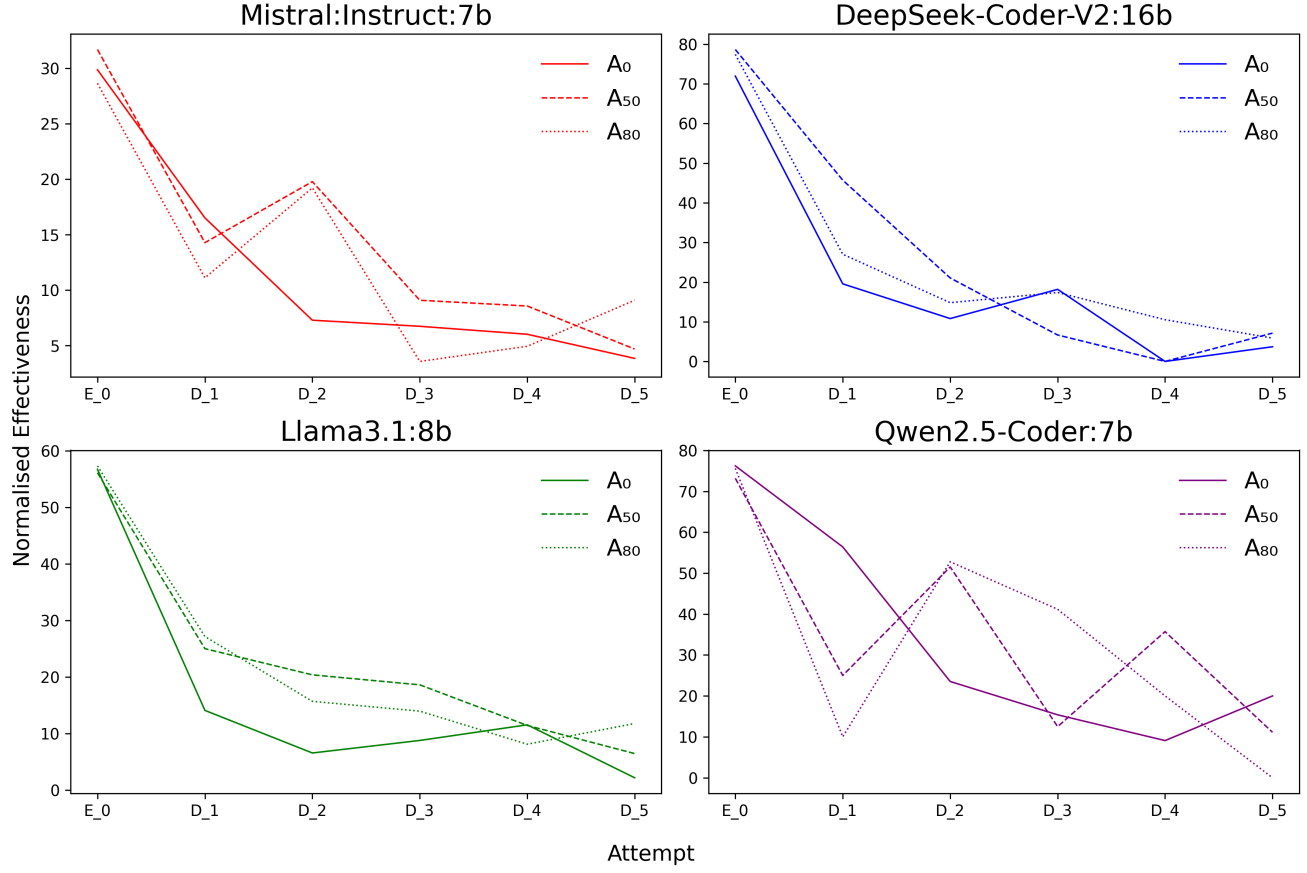 Mistral:Instruct:7b
30
25
20
15
10
5
E_0 D_1 D_2 D_3 D_4 D_5
A₀
A₅₀
A₈₀
DeepSeek-Coder-V2:16b
80
70
60
50
40
30
20
10
0
E_0 D_1 D_2 D_3 D_4 D_5
A₀
A₅₀
A₈₀
Normalised Effectiveness
Llama3.1:8b
60
50
40
30
20
10
0
E_0 D_1 D_2 D_3 D_4 D_5
A₀
A₅₀
A₈₀
Qwen2.5-Coder:7b
80
70
60
50
40
30
20
10
0
E_0 D_1 D_2 D_3 D_4 D_5
A₀
A₅₀
A₈₀
Attempt